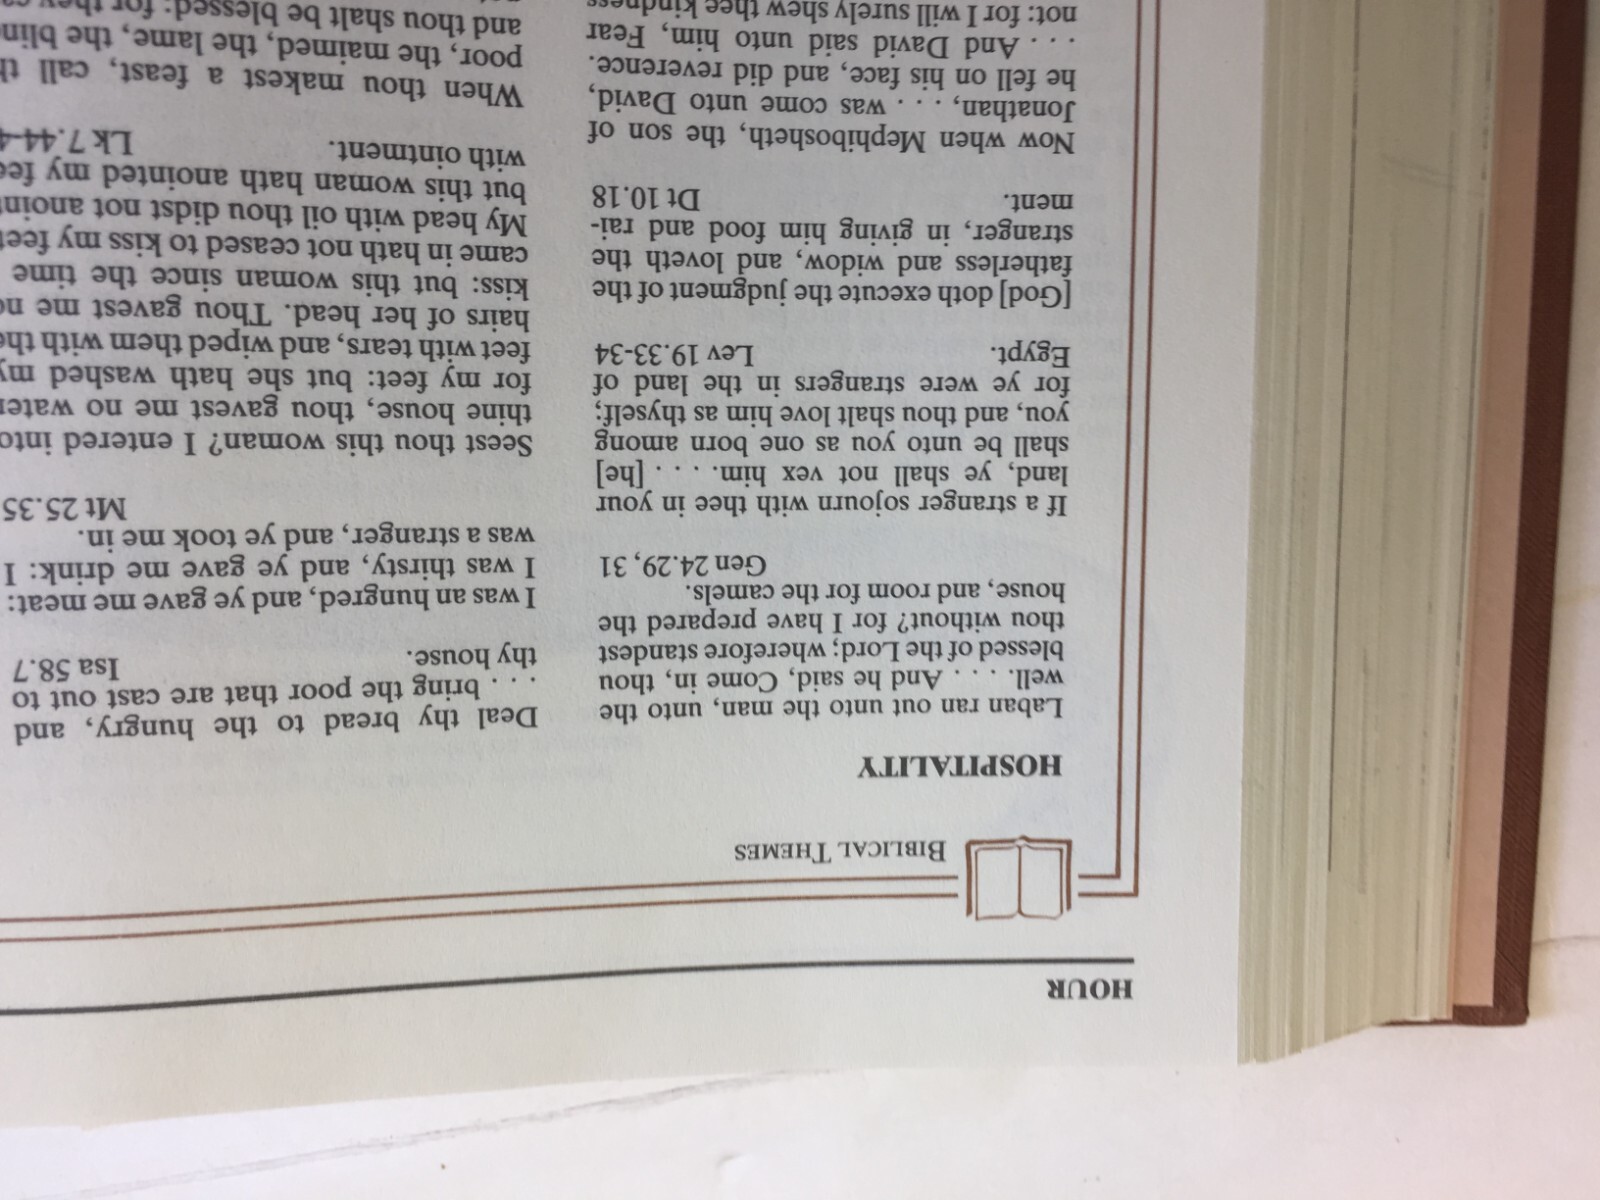 HOUR
BIBLICAL THEMES
HOSPITALITY
Laban ran out unto the man, unto the
well. . . . And he said, Come in, thou
blessed of the Lord; wherefore standest
thou without? for I have prepared the
house, and room for the camels.
Gen 24.29, 31
If a stranger sojourn with thee in your
land, ye shall not vex him. . . . [he]
shall be unto you as one born among
you, and thou shalt love him as thyself;
for ye were strangers in the land of
Egypt. Lev 19.33-34
[God] doth execute the judgment of the
fatherless and widow, and loveth the
stranger, in giving him food and rai-
ment. Dt 10.18
Now when Mephibosheth, the son of
Jonathan, . . . was come unto David,
he fell on his face, and did reverence.
. . . And David said unto him, Fear
not: for I will surely shew thee kindness
Deal thy bread to the hungry, and
. . . bring the poor that are cast out to
thy house. Isa 58.7
I was an hungred, and ye gave me meat:
I was thirsty, and ye gave me drink: I
was a stranger, and ye took me in.
Mt 25.35
Seest thou this woman? I entered into
thine house, thou gavest me no water
for my feet: but she hath washed my
feet with tears, and wiped them with the
hairs of her head. Thou gavest me no
kiss: but this woman since the time
came in hath not ceased to kiss my feet
My head with oil thou didst not anoint
but this woman hath anointed my fee
with ointment. Lk 7.44-4
When thou makest a feast, call th
poor, the maimed, the lame, the blin
and thou shalt be blessed: for they